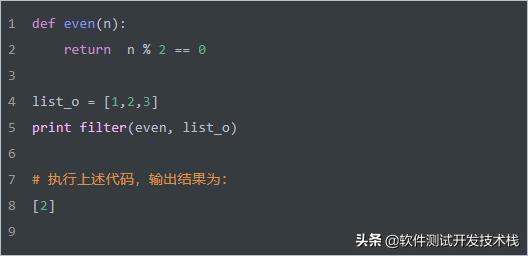 1 def even(n):
2     return  n % 2 == 0
3
4 list_o = [1,2,3]
5 print filter(even, list_o)
6
7 # 执行上述代码，输出结果为：
8 [2]
9
头条 @软件测试开发技术栈